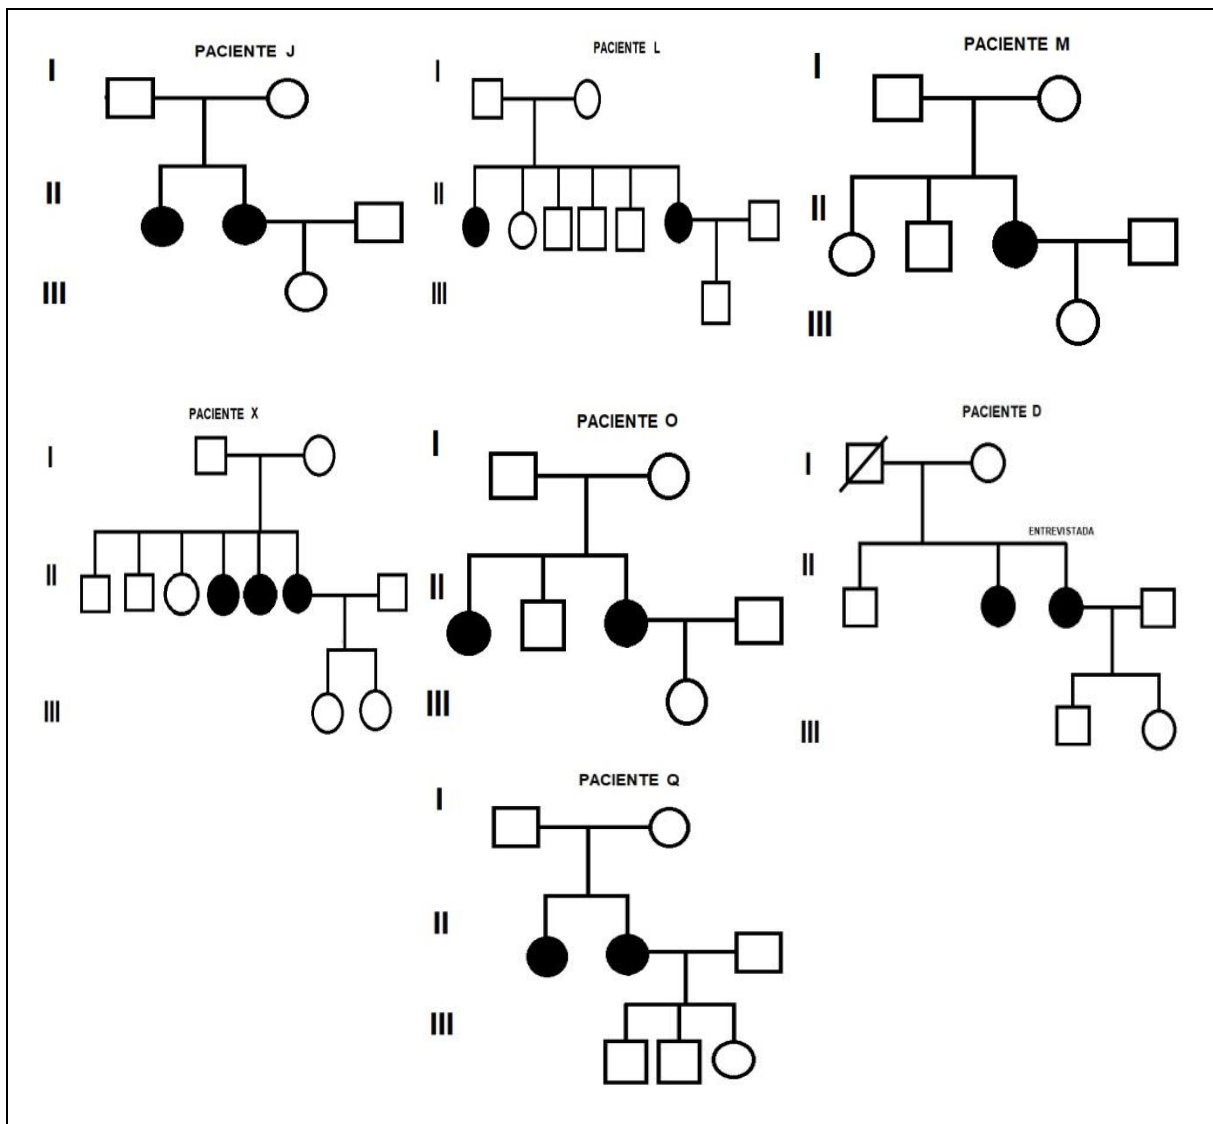 PACIENTE J
I
II
III
PACIENTE L
I
II
III
PACIENTE M
I
II
III
PACIENTE X
I
II
III
PACIENTE O
I
II
III
PACIENTE D
I
ENTREVISTADA
II
III
PACIENTE Q
I
II
III